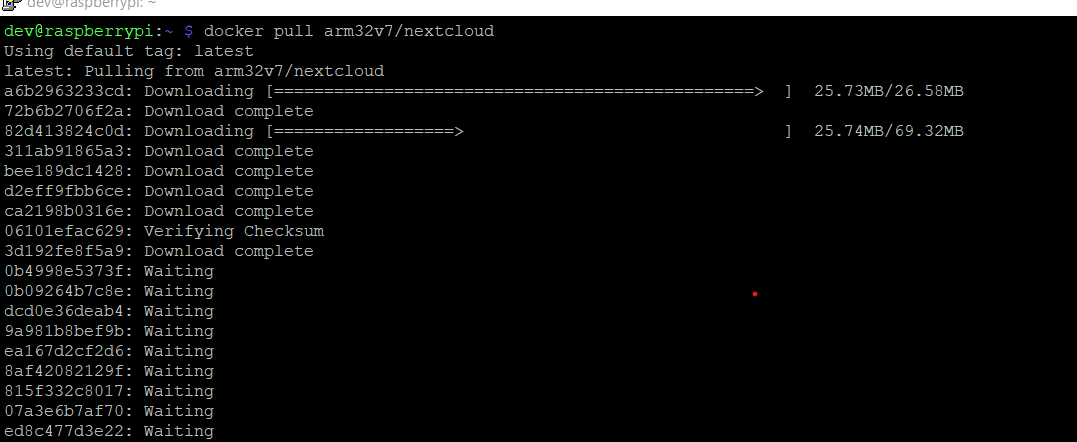 dev@raspberrypi: ~
dev@raspberrypi:~ $ docker pull arm32v7/nextcloud
Using default tag: latest
latest: Pulling from arm32v7/nextcloud
a6b2963233cd: Downloading [================================================>  ]  25.73MB/26.58MB
72b6b2706f2a: Download complete
82d413824c0d: Downloading [==================>                                ]  25.74MB/69.32MB
311ab91865a3: Download complete
bee189dc1428: Download complete
d2eff9fbb6ce: Download complete
ca2198b0316e: Download complete
06101efac629: Verifying Checksum
3d192fe8f5a9: Download complete
0b4998e5373f: Waiting
0b09264b7c8e: Waiting
dcd0e36deab4: Waiting
9a981b8bef9b: Waiting
ea167d2cf2d6: Waiting
8af42082129f: Waiting
815f332c8017: Waiting
07a3e6b7af70: Waiting
ed8c477d3e22: Waiting